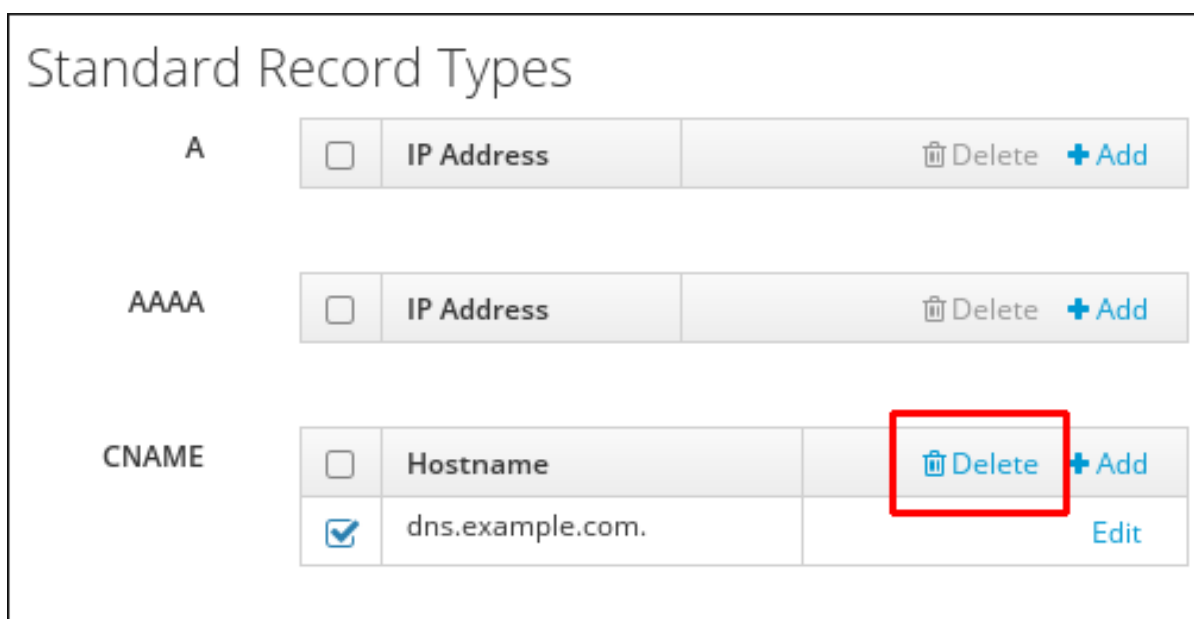 Standard Record Types
A IP Address Delete Add
AAAA IP Address Delete Add
CNAME Hostname Delete Add
dns.example.com. Edit